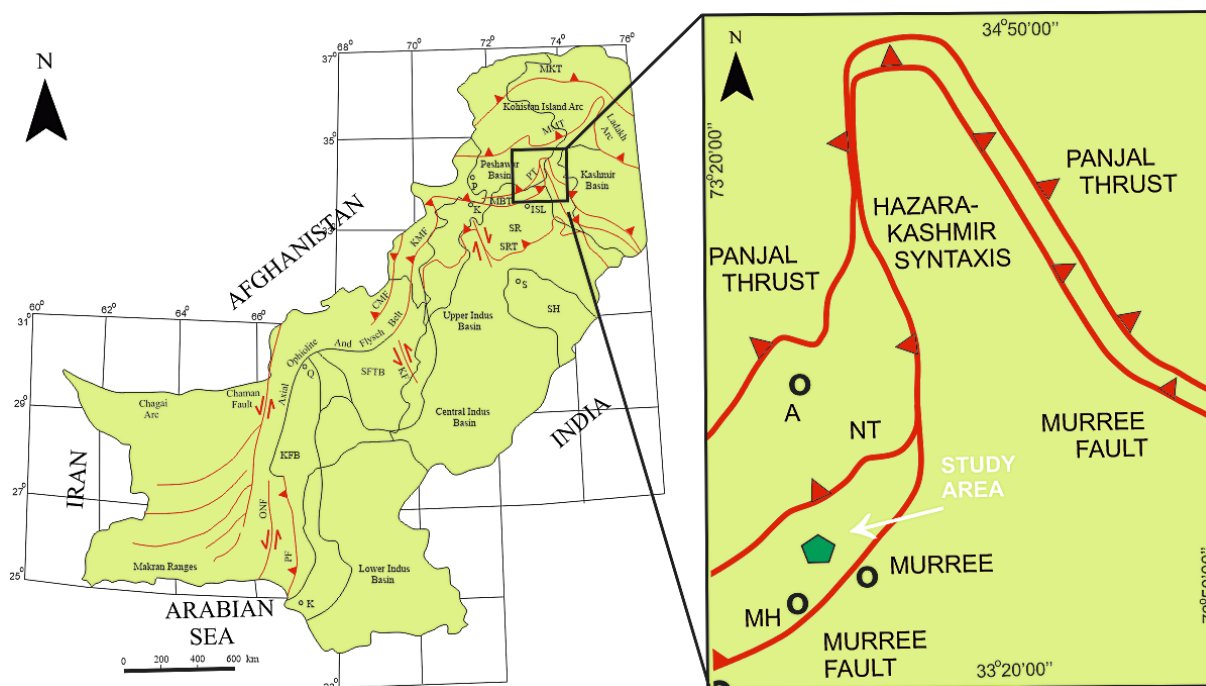 N
68°
70°
72
74°
76°
37°
MKT
Kohistan Island Arc
MMT
Ladakh
Arc
35
Peshawar
Basin
PT
Kashmir
Basin
P
MBT
K
ISL
33°
KMF
SR
SRT
AFGHANISTAN
CMF
S
SH
Upper Indus
Basin
60°
62
64°
66°
31°
Axial
Ophiolite
And
Flysch
Belt
Q
SFTB
KF
Chagai
Arc
Chaman
Fault
29°
Central Indus
Basin
INDIA
KFB
IRAN
27°
ONF
PF
Makran Ranges
25°
Lower Indus
Basin
K
ARABIAN
SEA
0 200 400 600 km
N
34°50'00"
73°20'00"
PANJAL
THRUST
HAZARA-
KASHMIR
SYNTAXIS
PANJAL
THRUST
A
NT
MURREE
FAULT
STUDY
AREA
MURREE
MH
MURREE
FAULT
33°20'00"